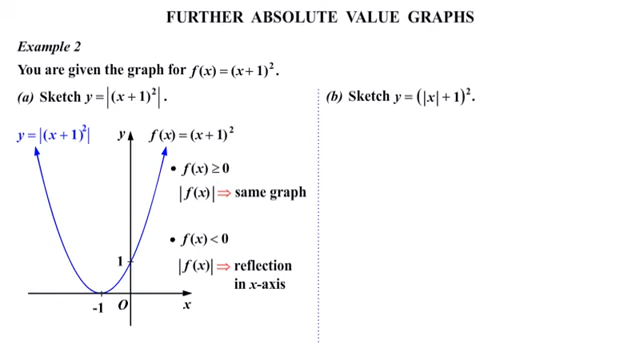 FURTHER ABSOLUTE VALUE GRAPHS
Example 2
You are given the graph for f(x) = (x + 1)².
(a) Sketch y = |(x + 1)²|.
y = |(x + 1)²|
y
f(x) = (x + 1)²
• f(x) ≥ 0
|f(x)| ⇒ same graph
• f(x) < 0
|f(x)| ⇒ reflection
in x-axis
1
-1
O
x
(b) Sketch y = (|x| + 1)².